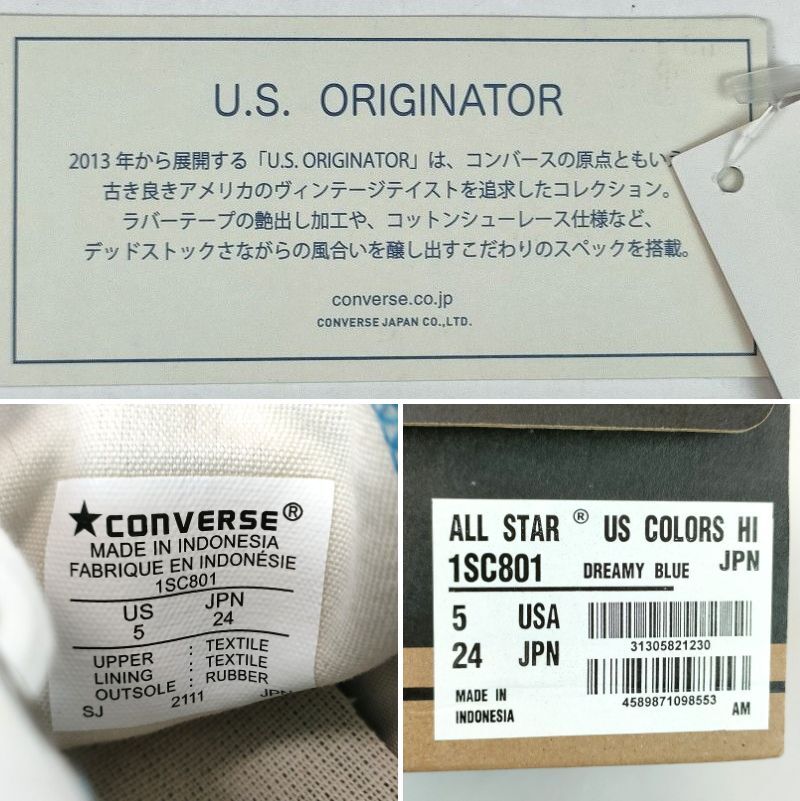 U.S. ORIGINATOR
2013年から展開する「U.S. ORIGINATOR」は、コンバースの原点ともいう
古き良きアメリカのヴィンテージテイストを追求したコレクション。
ラバーテープの艶出し加工や、コットンシューレース仕様など、
デッドストックさながらの風合いを醸し出すこだわりのスペックを搭載。
converse.co.jp
CONVERSE JAPAN CO.,LTD.
★CONVERSE®
MADE IN INDONESIA
FABRIQUE EN INDONÉSIE
1SC801
US JPN
5 24
UPPER : TEXTILE
LINING : TEXTILE
OUTSOLE : RUBBER
SJ 2111 JPN
ALL STAR ® US COLORS HI
1SC801 DREAMY BLUE JPN
5 USA
31305821230
24 JPN
4589871098553
MADE IN
INDONESIA
AM